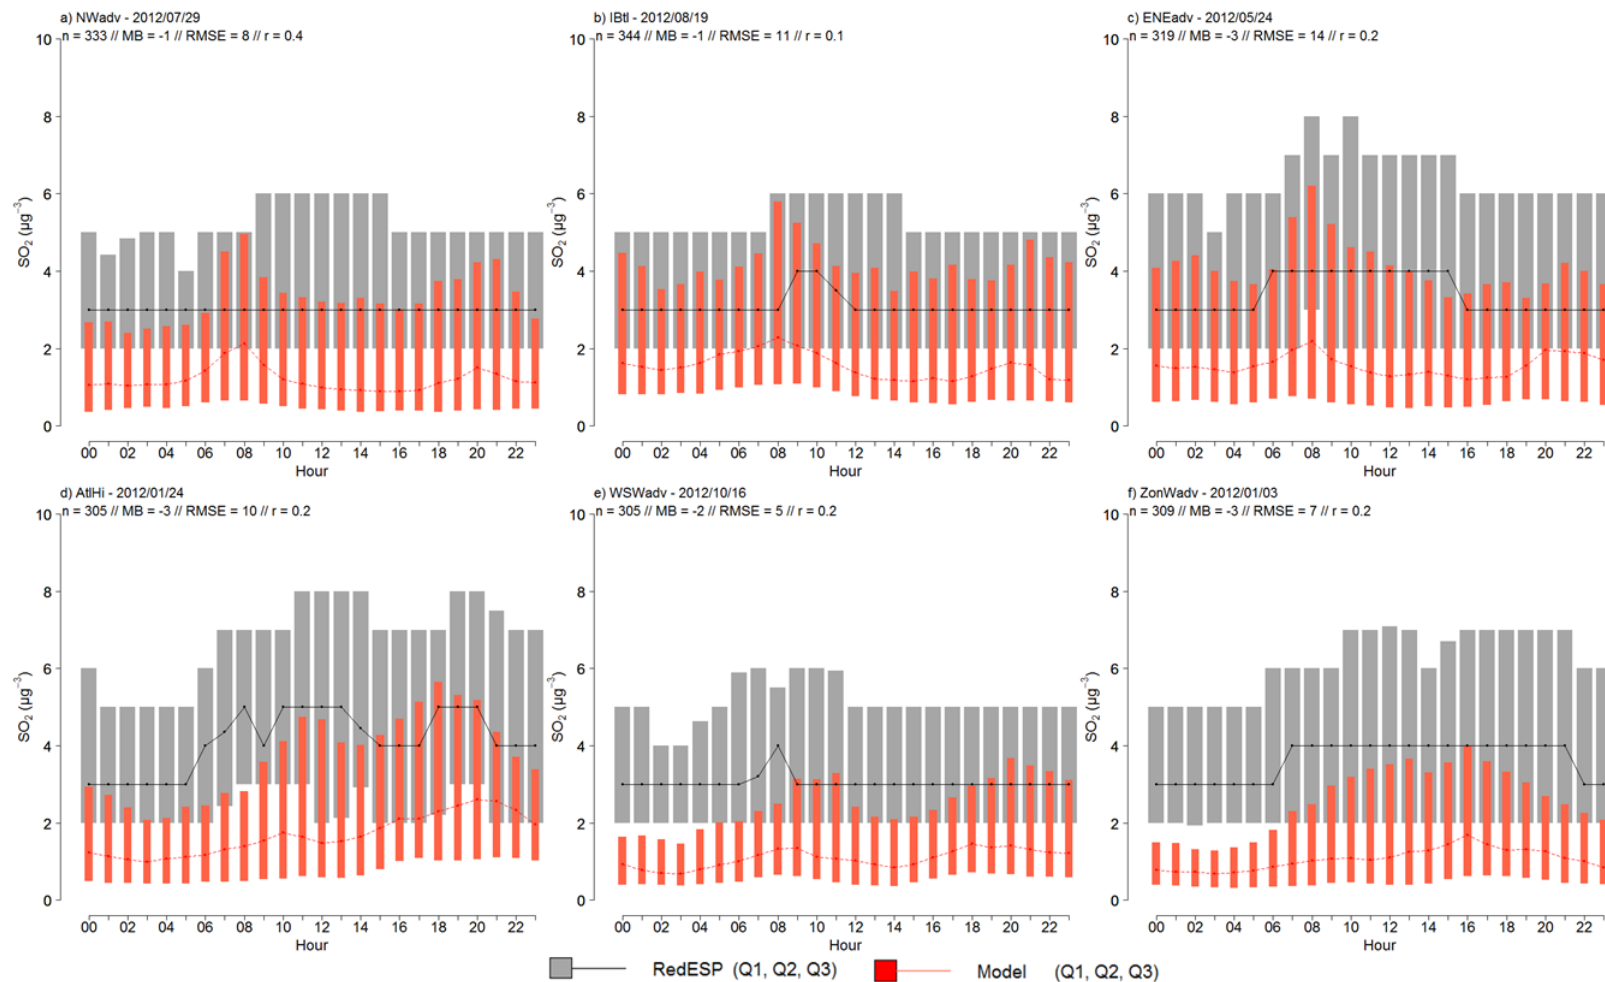 a) NWadv - 2012/07/29
n = 333 // MB = -1 // RMSE = 8 // r = 0.4
10
8
6
4
2
0
SO₂ (µg⁻³)
00 02 04 06 08 10 12 14 16 18 20 22
Hour
b) IBtl - 2012/08/19
n = 344 // MB = -1 // RMSE = 11 // r = 0.1
10
8
6
4
2
0
SO₂ (µg⁻³)
00 02 04 06 08 10 12 14 16 18 20 22
Hour
c) ENEadv - 2012/05/24
n = 319 // MB = -3 // RMSE = 14 // r = 0.2
10
8
6
4
2
0
SO₂ (µg⁻³)
00 02 04 06 08 10 12 14 16 18 20 22
Hour
d) AtlHi - 2012/01/24
n = 305 // MB = -3 // RMSE = 10 // r = 0.2
10
8
6
4
2
0
SO₂ (µg⁻³)
00 02 04 06 08 10 12 14 16 18 20 22
Hour
e) WSWadv - 2012/10/16
n = 305 // MB = -2 // RMSE = 5 // r = 0.2
10
8
6
4
2
0
SO₂ (µg⁻³)
00 02 04 06 08 10 12 14 16 18 20 22
Hour
f) ZonWadv - 2012/01/03
n = 309 // MB = -3 // RMSE = 7 // r = 0.2
10
8
6
4
2
0
SO₂ (µg⁻³)
00 02 04 06 08 10 12 14 16 18 20 22
Hour
RedESP (Q1, Q2, Q3)
Model (Q1, Q2, Q3)